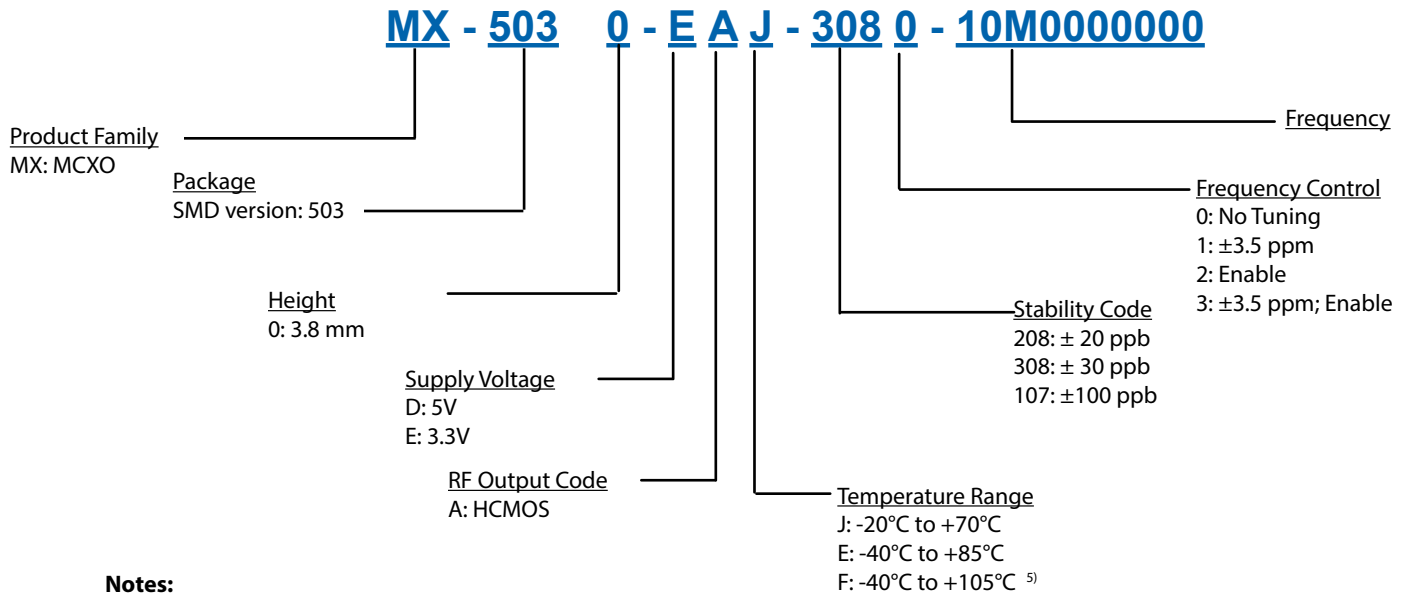 MX - 503 0 - E A J - 308 0 - 10M0000000
Product Family
MX: MCXO
Package
SMD version: 503
Height
0: 3.8 mm
Supply Voltage
D: 5V
E: 3.3V
RF Output Code
A: HCMOS
Temperature Range
J: -20°C to +70°C
E: -40°C to +85°C
F: -40°C to +105°C 5)
Stability Code
208: ± 20 ppb
308: ± 30 ppb
107: ±100 ppb
Frequency Control
0: No Tuning
1: ±3.5 ppm
2: Enable
3: ±3.5 ppm; Enable
Frequency
Notes: